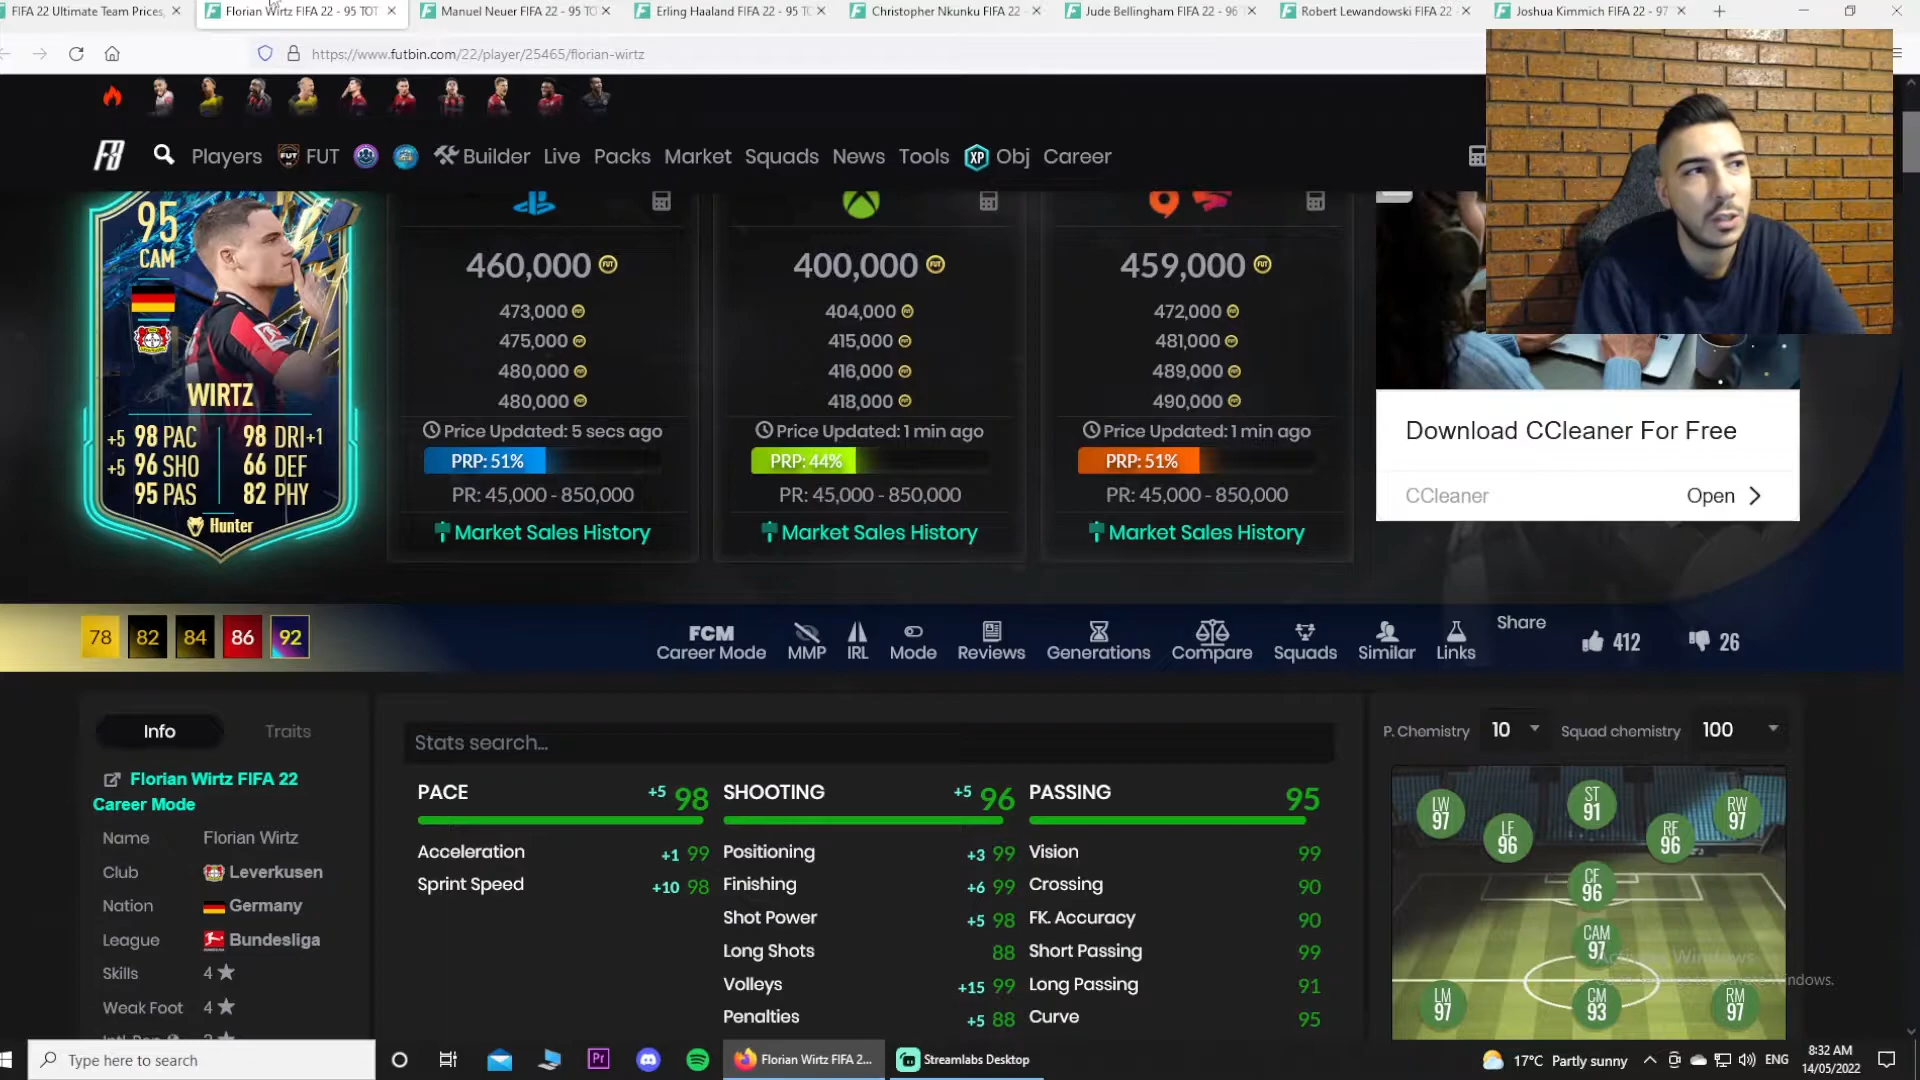 FIFA 22 Ultimate Team Prices,
Florian Wirtz FIFA 22 - 95 TOT
Manuel Neuer FIFA 22 - 95 TO
Erling Haaland FIFA 22 - 95 TO
Christopher Nkunku FIFA 22 -
Jude Bellingham FIFA 22 - 96
Robert Lewandowski FIFA 22
Joshua Kimmich FIFA 22 - 97
https://www.futbin.com/22/player/25465/florian-wirtz
Players FUT Builder Live Packs Market Squads News Tools XP Obj Career
95
CAM
WIRTZ
+5 98 PAC 98 DRI+1
+5 96 SHO 66 DEF
95 PAS 82 PHY
Hunter
460,000
473,000
475,000
480,000
480,000
Price Updated: 5 secs ago
PRP: 51%
PR: 45,000 - 850,000
Market Sales History
400,000
404,000
415,000
416,000
418,000
Price Updated: 1 min ago
PRP: 44%
PR: 45,000 - 850,000
Market Sales History
459,000
472,000
481,000
489,000
490,000
Price Updated: 1 min ago
PRP: 51%
PR: 45,000 - 850,000
Market Sales History
Download CCleaner For Free
CCleaner Open
78 82 84 86 92
FCM
Career Mode MMP IRL Mode Reviews Generations Compare Squads Similar Links
Share
412 26
Info Traits
Florian Wirtz FIFA 22
Career Mode
Name Florian Wirtz
Club Leverkusen
Nation Germany
League Bundesliga
Skills 4
Weak Foot 4
Stats search...
PACE +5 98
Acceleration +1 99
Sprint Speed +10 98
SHOOTING +5 96
Positioning +3 99
Finishing +6 99
Shot Power +5 98
Long Shots 88
Volleys +15 99
Penalties +5 88
PASSING 95
Vision 99
Crossing 90
FK. Accuracy 90
Short Passing 99
Long Passing 91
Curve 95
P. Chemistry 10 Squad chemistry 100
LW
97
ST
91
RW
97
LF
96
RF
96
CF
96
CAM
97
LM
97
CM
93
RM
97
Type here to search
Pr
Florian Wirtz FIFA 2...
Streamlabs Desktop
17°C Partly sunny
ENG
8:32 AM
14/05/2022